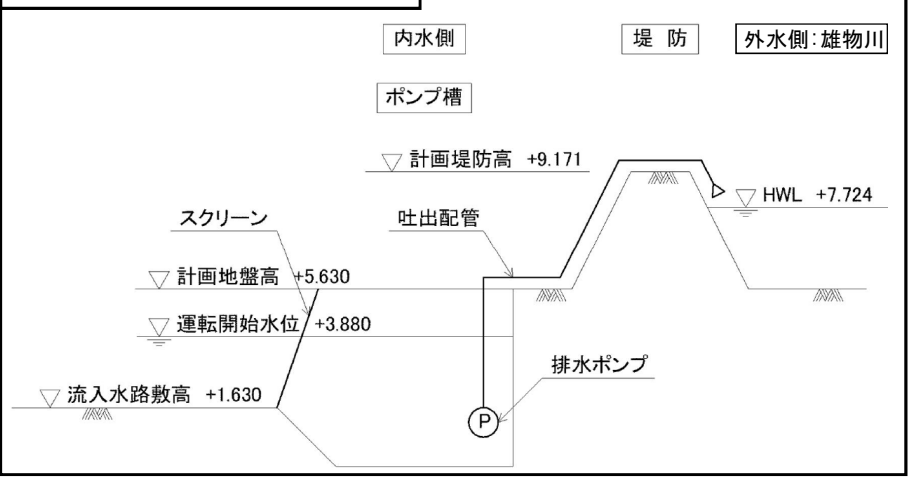 内水側
堤 防
外水側:雄物川
ポンプ槽
計画堤防高 +9.171
HWL +7.724
スクリーン
吐出配管
計画地盤高 +5.630
運転開始水位 +3.880
排水ポンプ
流入水路敷高 +1.630
P